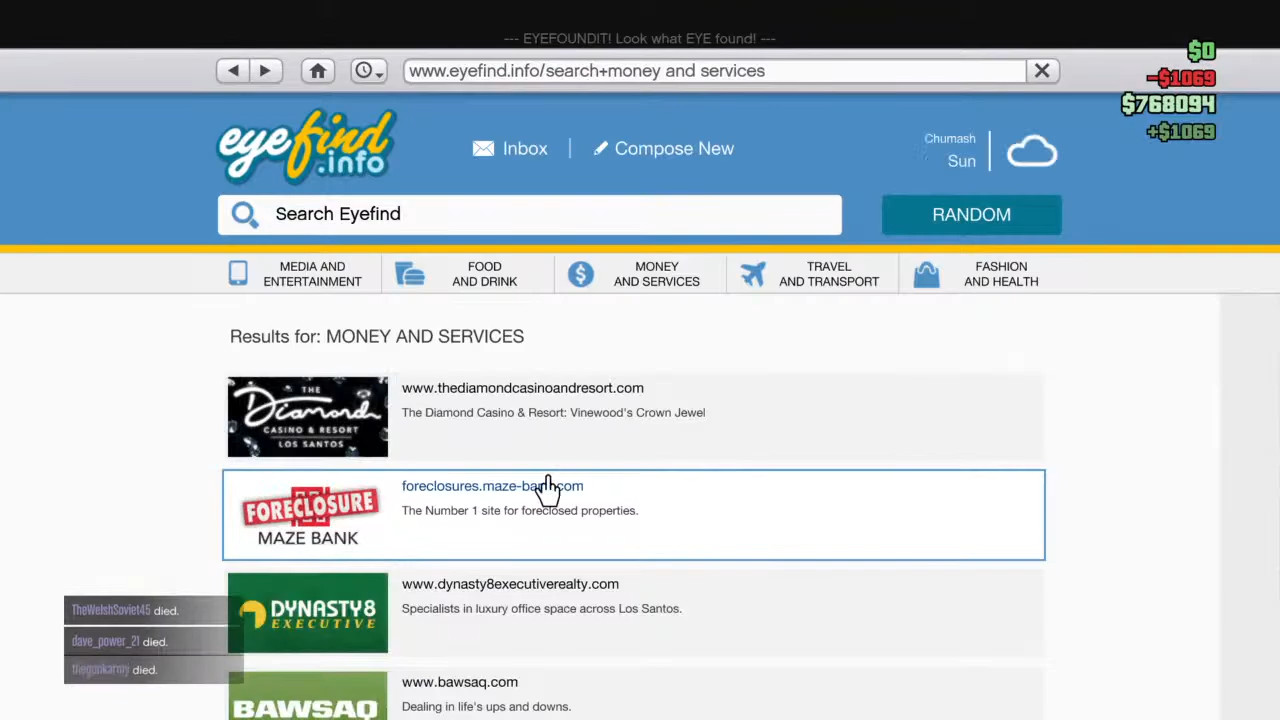 --- EYEFOUNDIT! Look what EYE found! ---
$0
-$1069
$768094
+$1069
www.eyefind.info/search+money and services
eyefind
.info
Inbox
Compose New
Chumash
Sun
Search Eyefind
RANDOM
MEDIA AND
ENTERTAINMENT
FOOD
AND DRINK
MONEY
AND SERVICES
TRAVEL
AND TRANSPORT
FASHION
AND HEALTH
Results for: MONEY AND SERVICES
THE
Diamond
CASINO & RESORT
LOS SANTOS
www.thediamondcasinoandresort.com
The Diamond Casino & Resort: Vinewood's Crown Jewel
FORECLOSURE
MAZE BANK
foreclosures.maze-bank.com
The Number 1 site for foreclosed properties.
DYNASTY8
EXECUTIVE
www.dynasty8executiverealty.com
Specialists in luxury office space across Los Santos.
BAWSAQ
www.bawsaq.com
Dealing in life's ups and downs.
TheWelshSoviet45 died.
dave_power_21 died.
died.